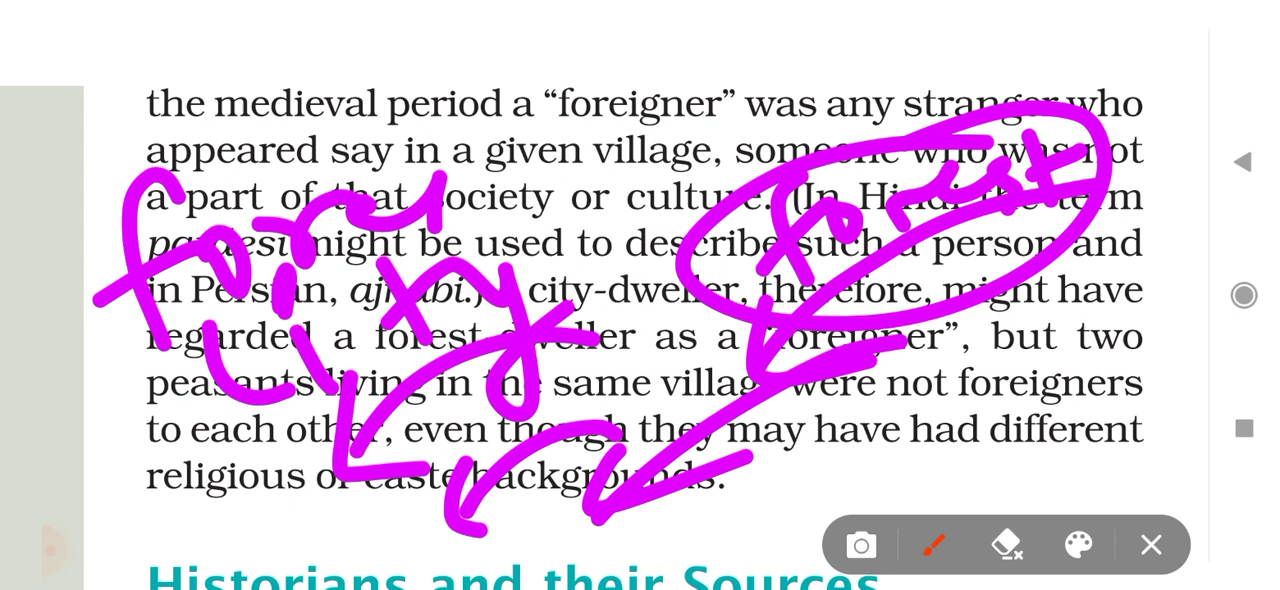 the medieval period a “foreigner” was any stranger who
appeared say in a given village, someone who was not
a part of that society or culture. (In Hindi the term
pardesi might be used to describe such a person and
in Persian, ajnabi.) A city-dweller, therefore, might have
regarded a forest-dweller as a “foreigner”, but two
peasants living in the same village were not foreigners
to each other, even though they may have had different
religious or caste backgrounds.
Historians and their Sources
forest